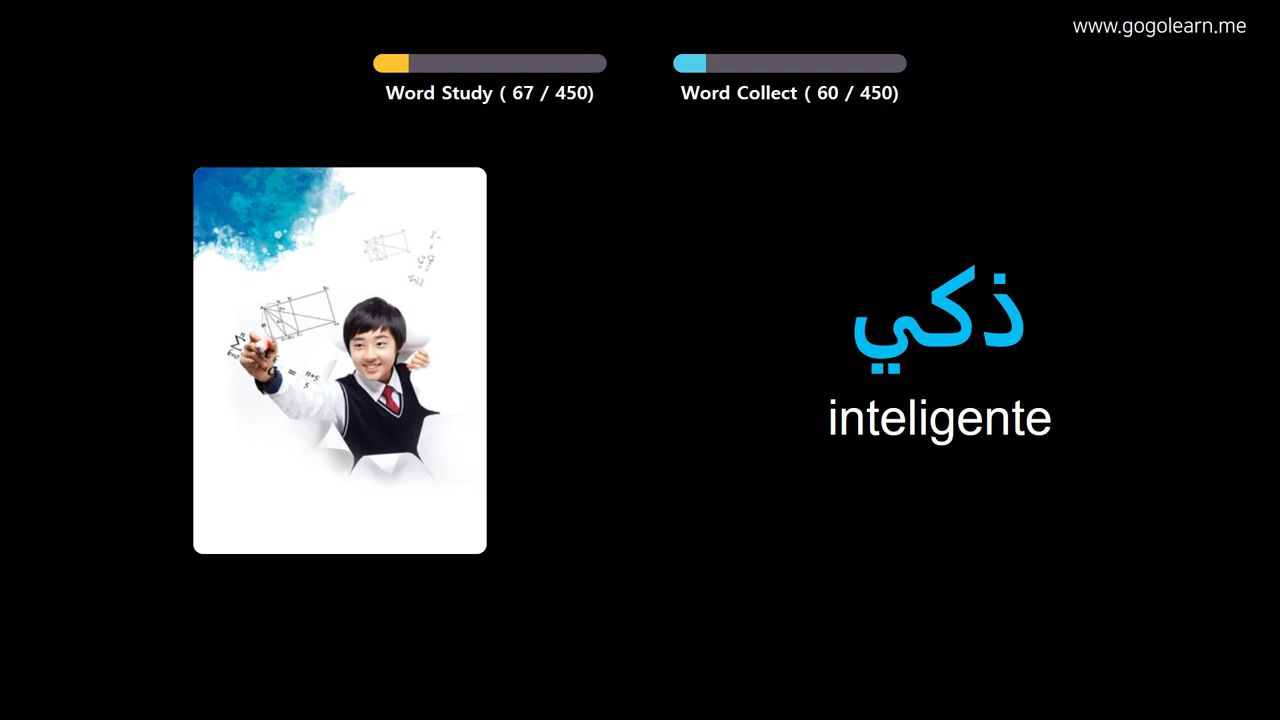 www.gogolearn.me
Word Study ( 67 / 450)
Word Collect ( 60 / 450)
ذكي
inteligente